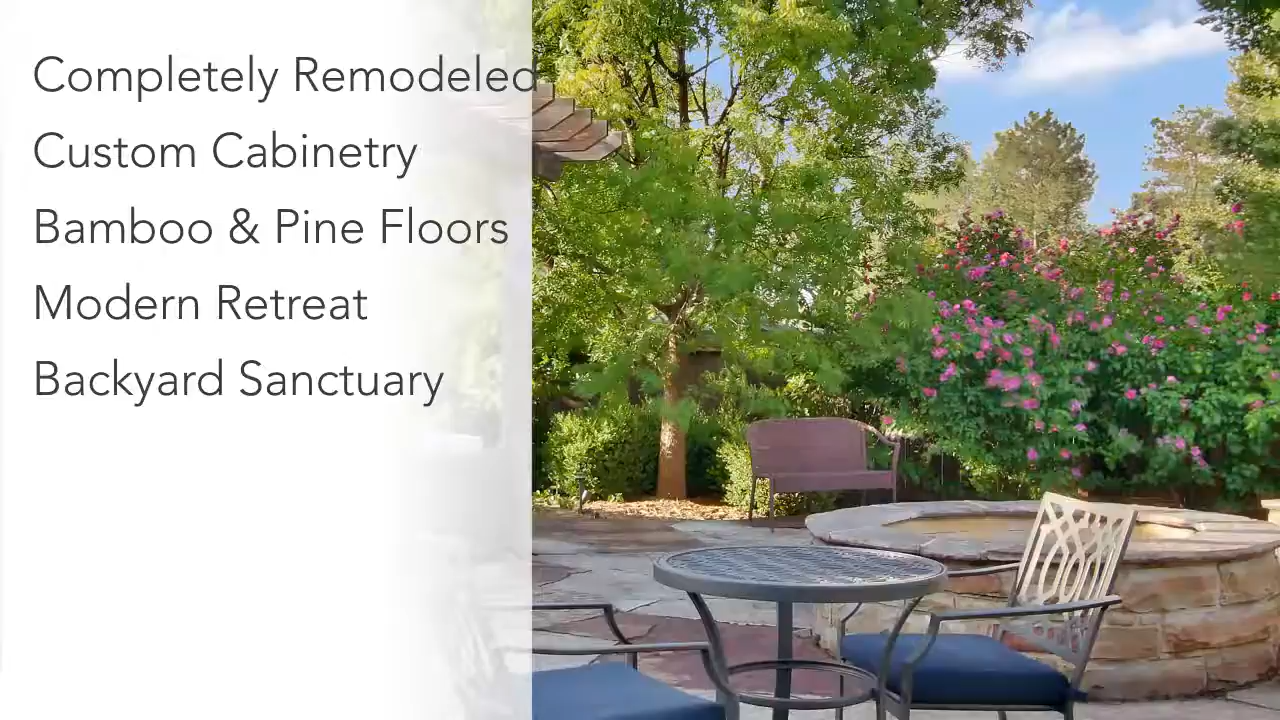 Completely Remodeled
Custom Cabinetry
Bamboo & Pine Floors
Modern Retreat
Backyard Sanctuary